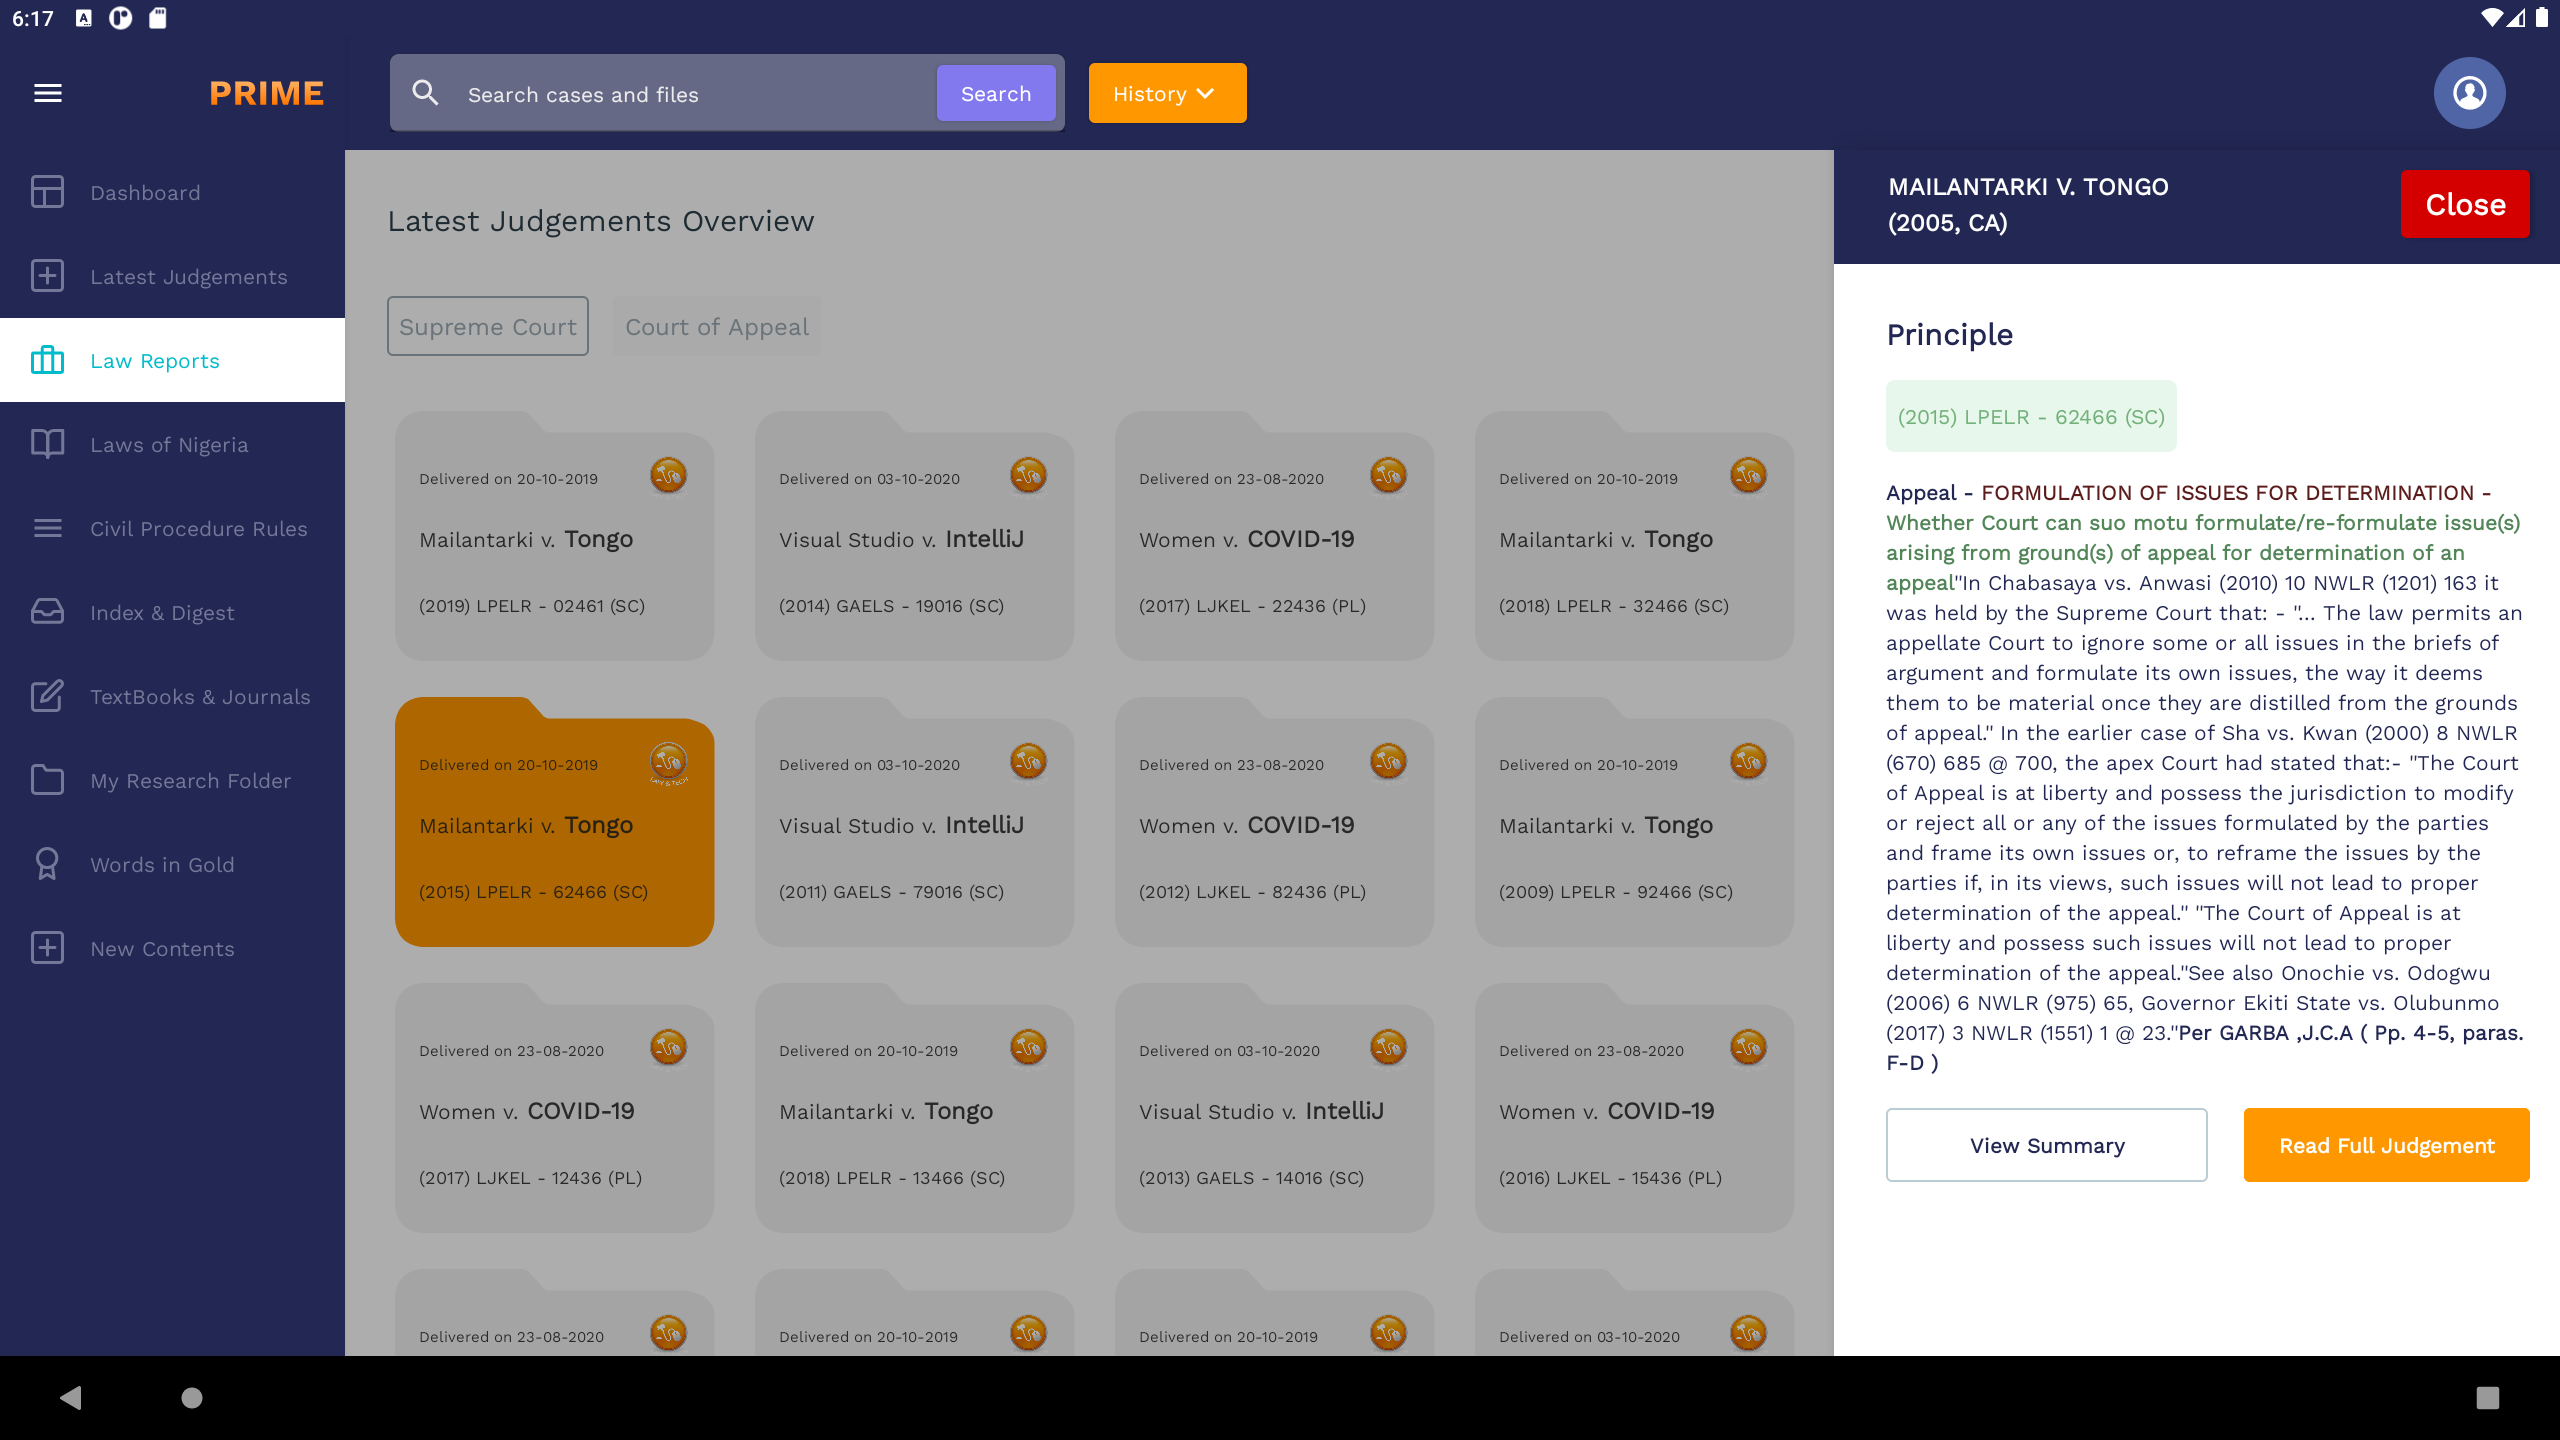 6:17
PRIME
Search cases and files
Search
History
Dashboard
Latest Judgements
Law Reports
Laws of Nigeria
Civil Procedure Rules
Index & Digest
TextBooks & Journals
My Research Folder
Words in Gold
New Contents
Latest Judgements Overview
Supreme Court
Court of Appeal
Delivered on 20-10-2019
Mailantarki v. Tongo
(2019) LPELR - 02461 (SC)
Delivered on 03-10-2020
Visual Studio v. IntelliJ
(2014) GAELS - 19016 (SC)
Delivered on 23-08-2020
Women v. COVID-19
(2017) LJKEL - 22436 (PL)
Delivered on 20-10-2019
Mailantarki v. Tongo
(2018) LPELR - 32466 (SC)
Delivered on 20-10-2019
LAW & TECH
Mailantarki v. Tongo
(2015) LPELR - 62466 (SC)
Delivered on 03-10-2020
Visual Studio v. IntelliJ
(2011) GAELS - 79016 (SC)
Delivered on 23-08-2020
Women v. COVID-19
(2012) LJKEL - 82436 (PL)
Delivered on 20-10-2019
Mailantarki v. Tongo
(2009) LPELR - 92466 (SC)
Delivered on 23-08-2020
Women v. COVID-19
(2017) LJKEL - 12436 (PL)
Delivered on 20-10-2019
Mailantarki v. Tongo
(2018) LPELR - 13466 (SC)
Delivered on 03-10-2020
Visual Studio v. IntelliJ
(2013) GAELS - 14016 (SC)
Delivered on 23-08-2020
Women v. COVID-19
(2016) LJKEL - 15436 (PL)
Delivered on 23-08-2020
Delivered on 20-10-2019
Delivered on 20-10-2019
Delivered on 03-10-2020
MAILANTARKI V. TONGO
(2005, CA)
Close
Principle
(2015) LPELR - 62466 (SC)
Appeal - FORMULATION OF ISSUES FOR DETERMINATION -
Whether Court can suo motu formulate/re-formulate issue(s)
arising from ground(s) of appeal for determination of an
appeal"In Chabasaya vs. Anwasi (2010) 10 NWLR (1201) 163 it
was held by the Supreme Court that: - "... The law permits an
appellate Court to ignore some or all issues in the briefs of
argument and formulate its own issues, the way it deems
them to be material once they are distilled from the grounds
of appeal." In the earlier case of Sha vs. Kwan (2000) 8 NWLR
(670) 685 @ 700, the apex Court had stated that:- "The Court
of Appeal is at liberty and possess the jurisdiction to modify
or reject all or any of the issues formulated by the parties
and frame its own issues or, to reframe the issues by the
parties if, in its views, such issues will not lead to proper
determination of the appeal." "The Court of Appeal is at
liberty and possess such issues will not lead to proper
determination of the appeal."See also Onochie vs. Odogwu
(2006) 6 NWLR (975) 65, Governor Ekiti State vs. Olubunmo
(2017) 3 NWLR (1551) 1 @ 23."Per GARBA ,J.C.A ( Pp. 4-5, paras.
F-D )
View Summary
Read Full Judgement